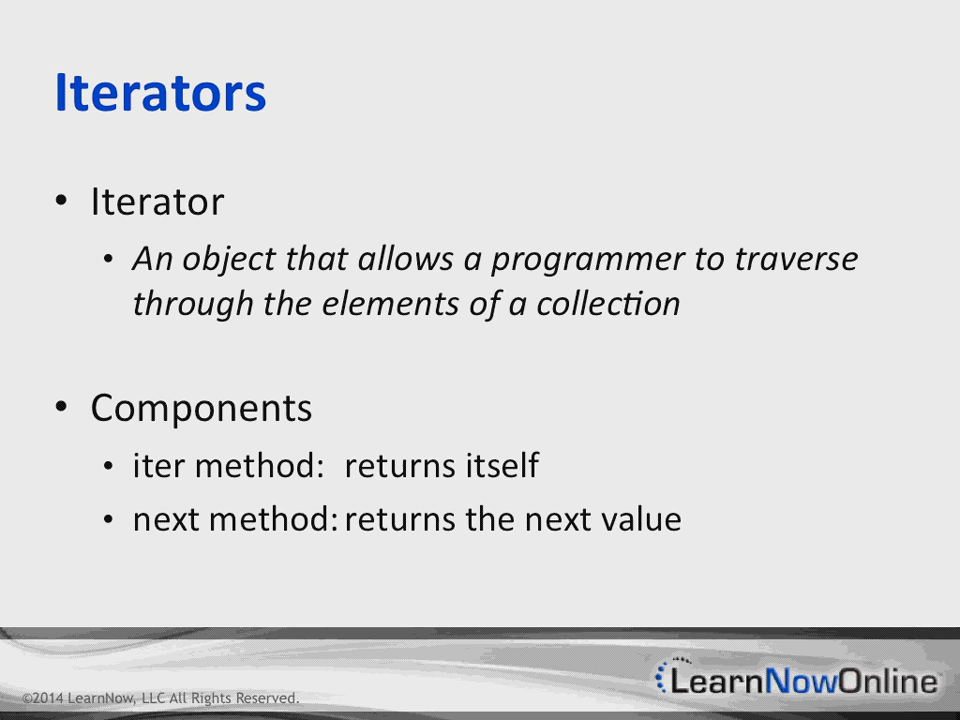 Iterators
• Iterator
• An object that allows a programmer to traverse
through the elements of a collection
• Components
• iter method: returns itself
• next method: returns the next value
©2014 LearnNow, LLC All Rights Reserved.
LearnNowOnline